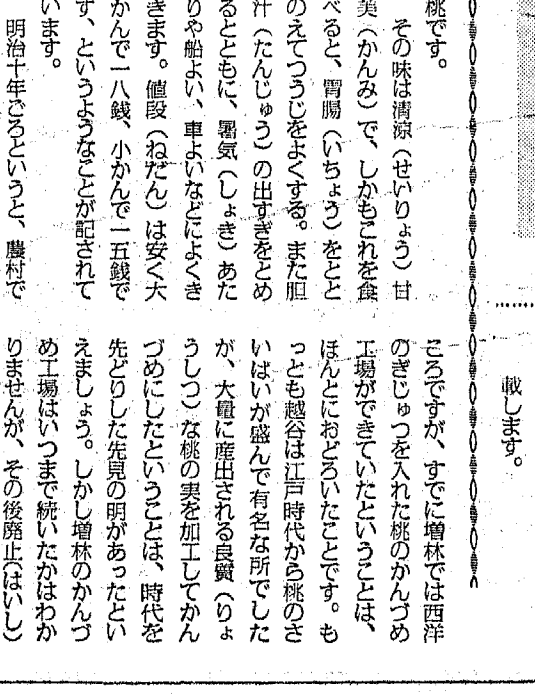 桃です。
その味は清涼（せいりょう）甘
美（かんみ）で、しかもこれを食
べると、胃腸（いちょう）をとと
のえてつうじをよくする。また胆
汁（たんじゅう）の出すぎをとめ
るとともに、暑気（しょき）あた
りや船よい、車よいなどによくき
きます。値段（ねだん）は安く大
かんで一八銭、小かんで一五銭で
す、というようなことが記されて
います。
明治十年ごろというと、農村で
戴します。
ころですが、すでに増林では西洋
のぎじゅつを入れた桃のかんづめ
工場ができていたということは、
ほんとにおどろいたことです。も
っとも越谷は江戸時代から桃のさ
いばいが盛んで有名な所でした
が、大量に産出される良質（りょ
うしつ）な桃の実を加工してかん
づめにしたということは、時代を
先どりした先見の明があったとい
えましょう。しかし増林のかんづ
め工場はいつまで続いたかはわか
りませんが、その後廃止（はいし）